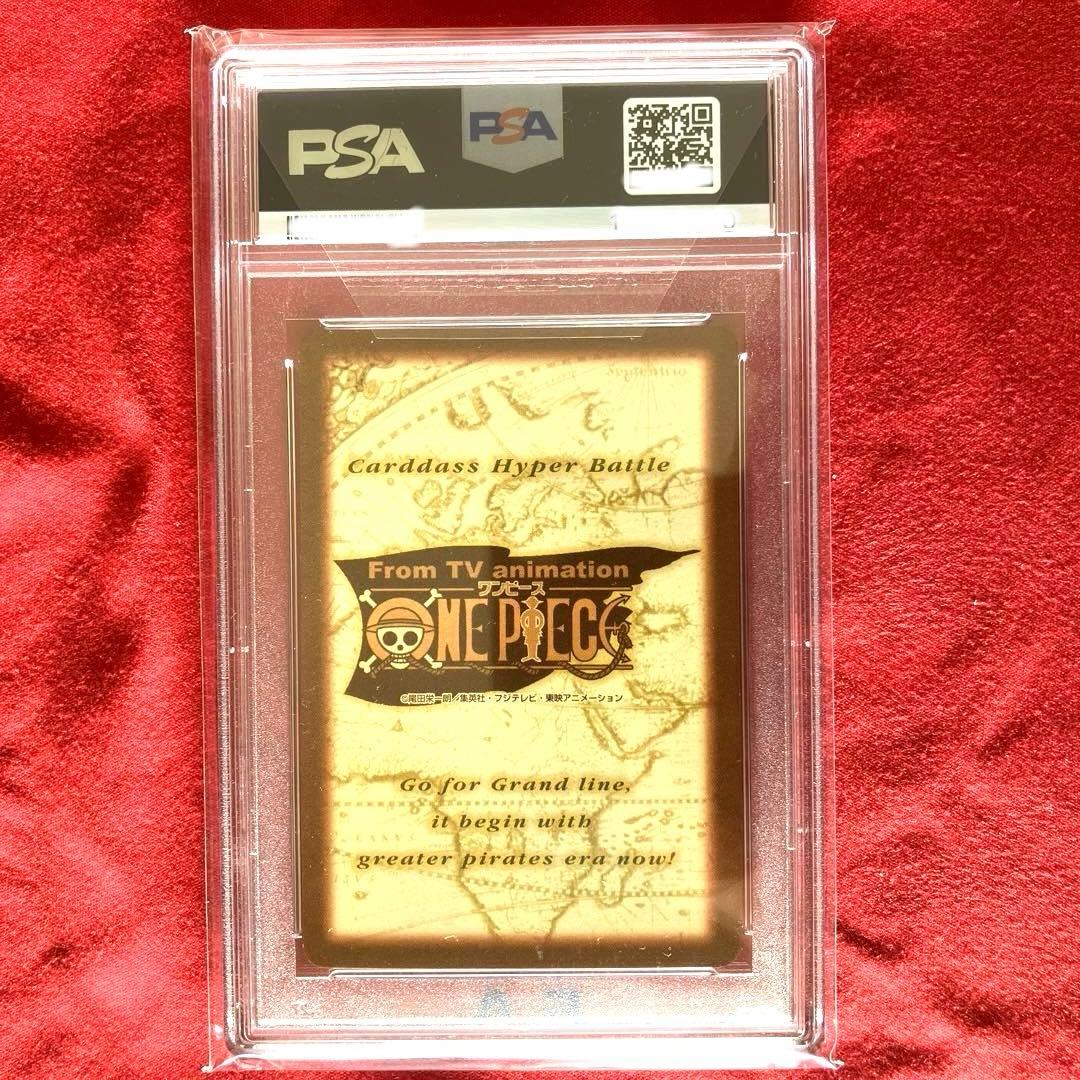 PSA
PSA
Septentrio
Carddass Hyper Battle
From TV animation
ワンピース
ONE PIECE
©尾田栄一郎/集英社・フジテレビ・東映アニメーション
Go for Grand line,
it begin with
greater pirates era now!